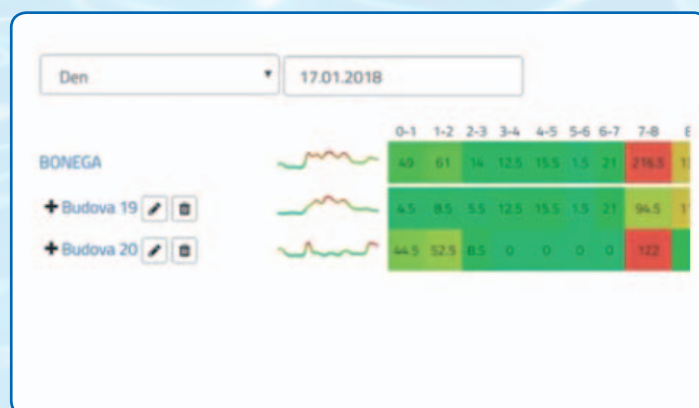 Den 17.01.2018
0-1 1-2 2-3 3-4 4-5 5-6 6-7 7-8
BONEGA 49 61 14 12.5 15.5 1.5 21 216.5
Budova 19 4.5 8.5 5.5 12.5 15.5 1.5 21 94.5
Budova 20 44.5 52.5 8.5 0 0 0 0 122